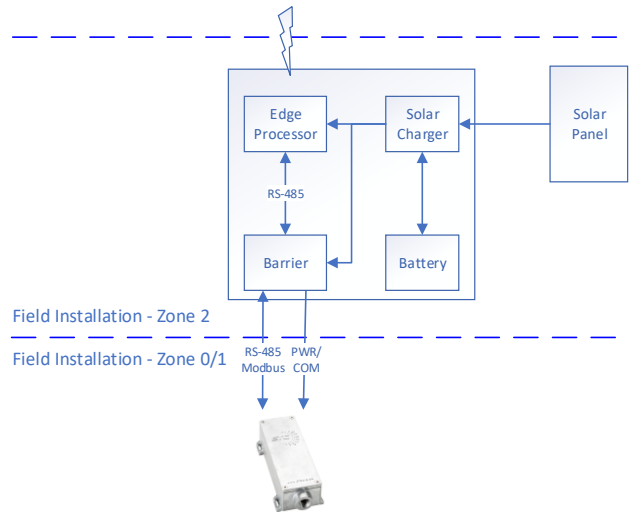 Edge
Processor
Solar
Charger
Solar
Panel
RS-485
Barrier
Battery
Field Installation - Zone 2
Field Installation - Zone 0/1
RS-485
Modbus
PWR/
COM